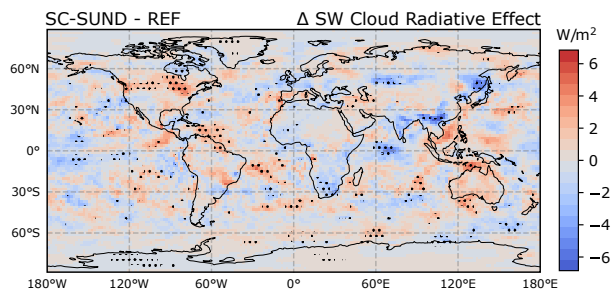 SC-SUND - REF Δ SW Cloud Radiative Effect
W/m²
60°N
30°N
0°
30°S
60°S
180°W 120°W 60°W 0° 60°E 120°E 180°E
6
4
2
0
−2
−4
−6